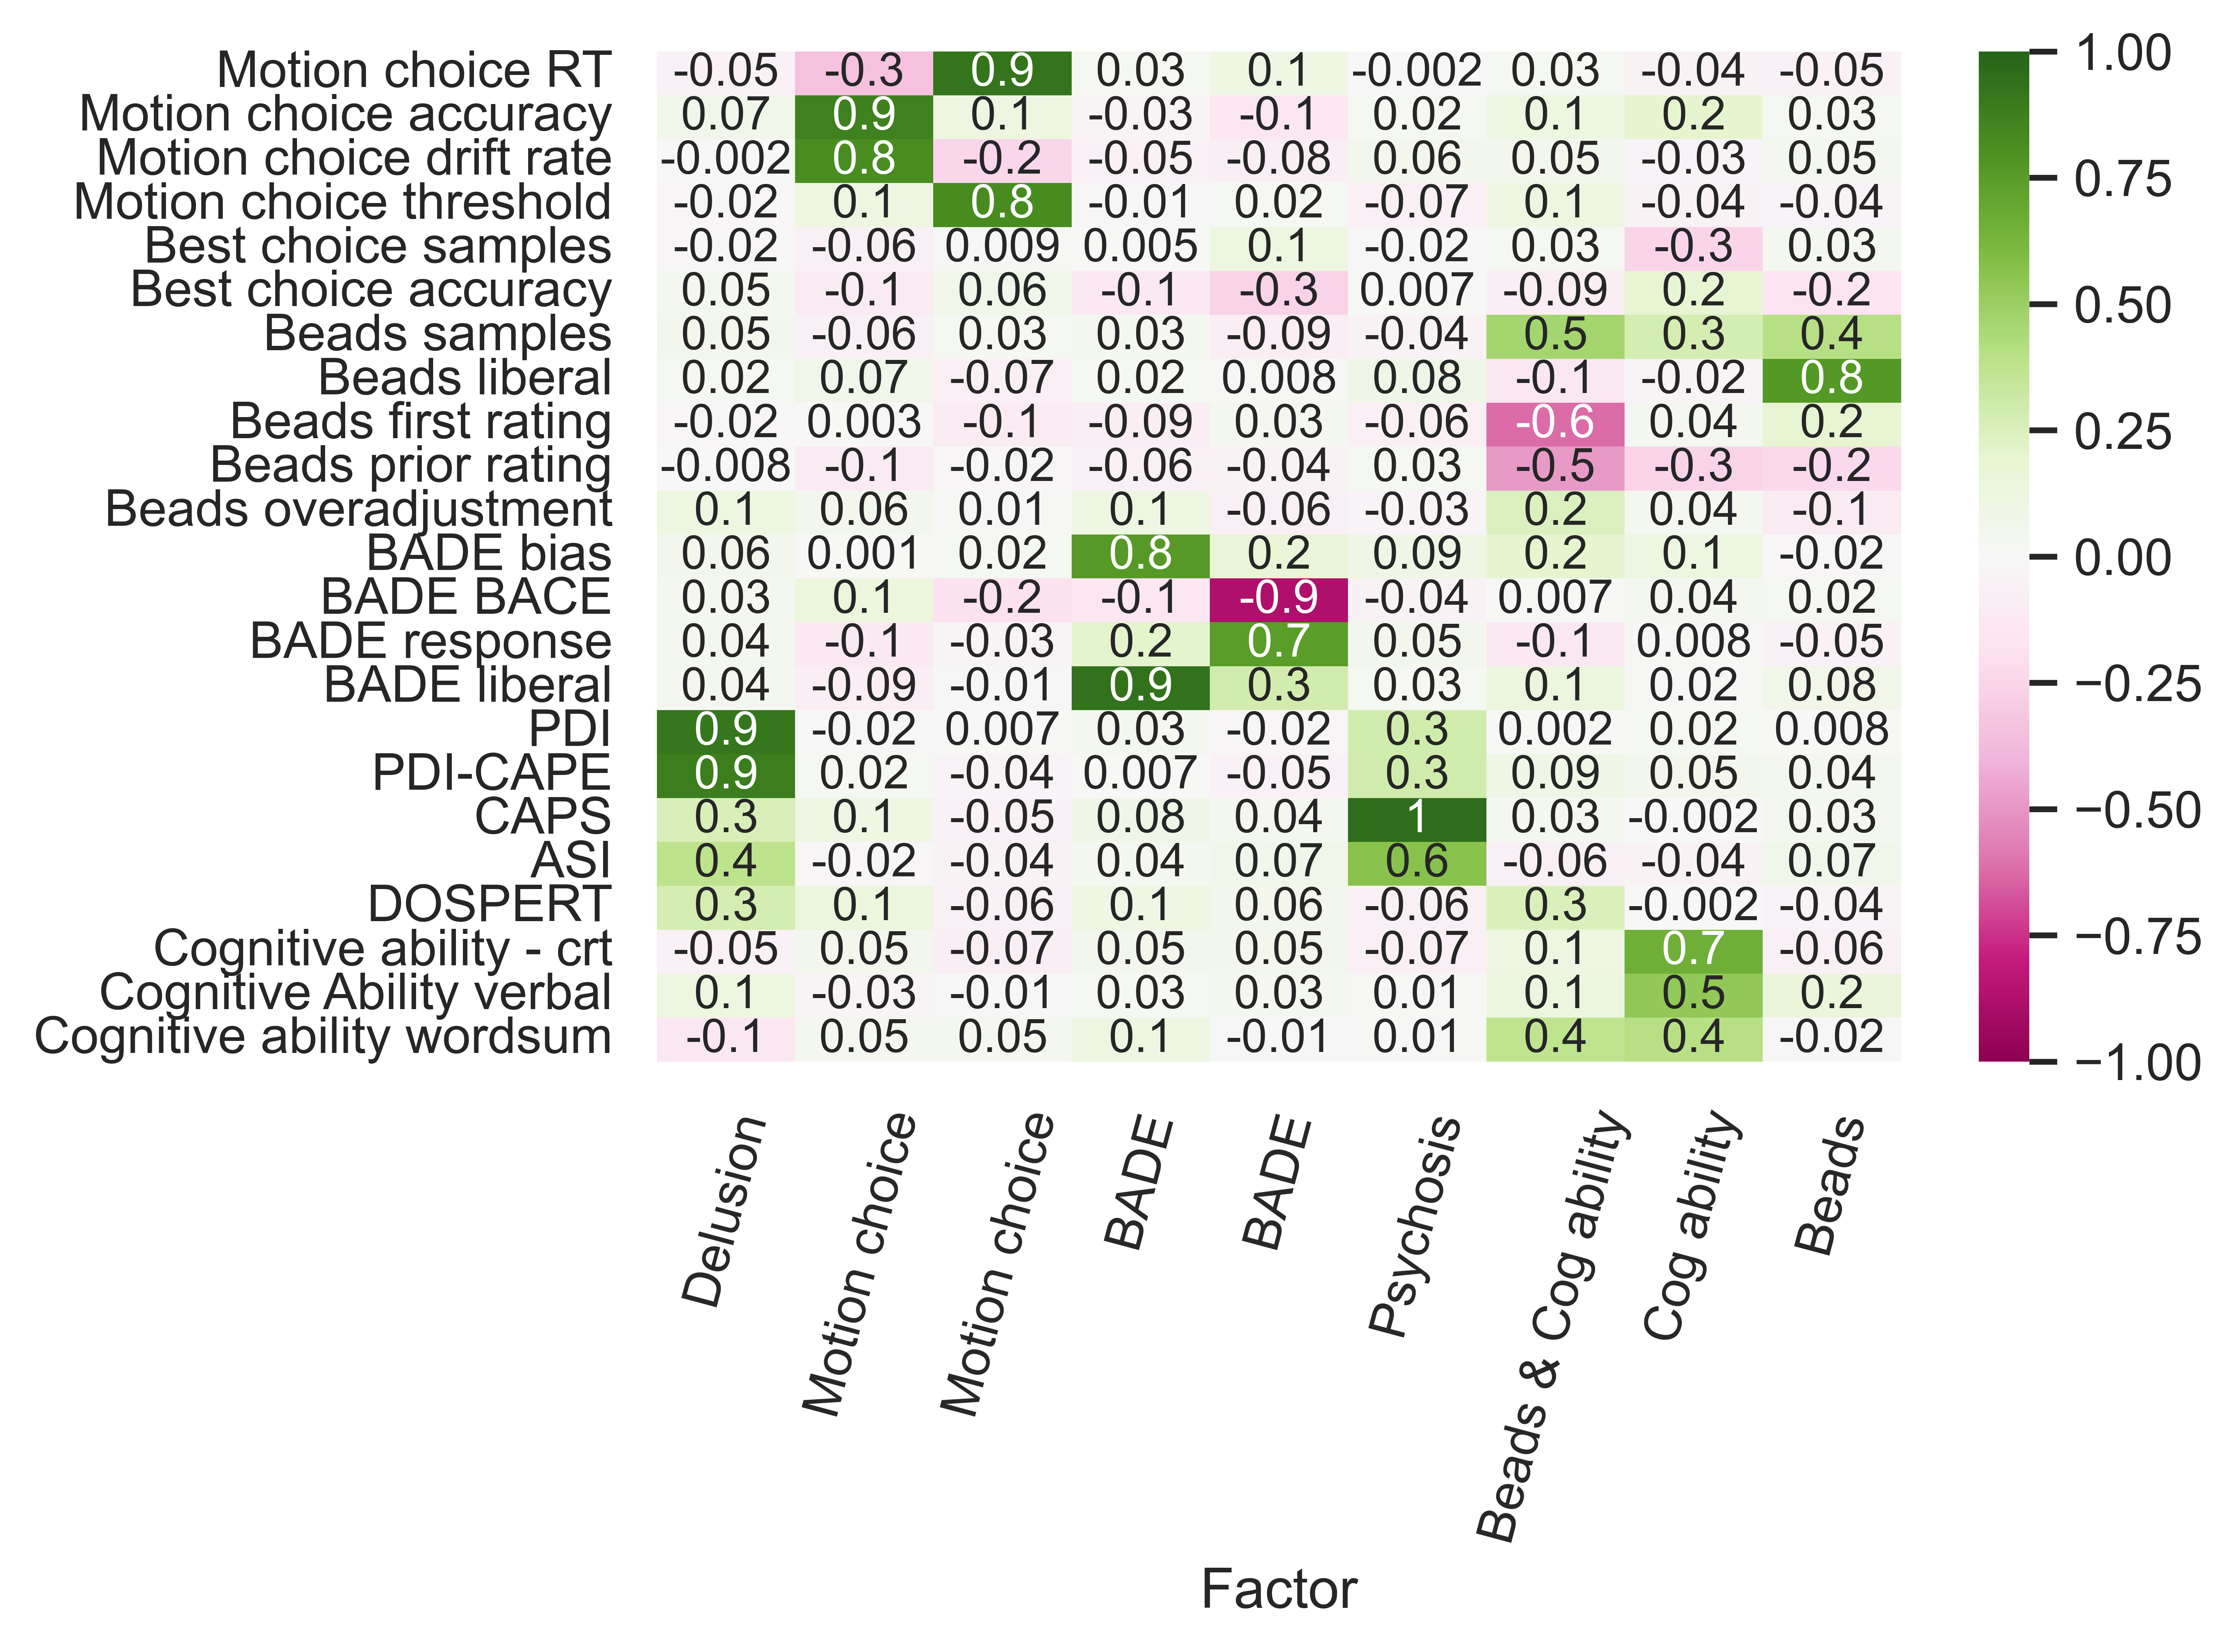 Motion choice RT -0.05 -0.3 0.9 0.03 0.1 -0.002 0.03 -0.04 -0.05
Motion choice accuracy 0.07 0.9 0.1 -0.03 -0.1 0.02 0.1 0.2 0.03
Motion choice drift rate -0.002 0.8 -0.2 -0.05 -0.08 0.06 0.05 -0.03 0.05
Motion choice threshold -0.02 0.1 0.8 -0.01 0.02 -0.07 0.1 -0.04 -0.04
Best choice samples -0.02 -0.06 0.009 0.005 0.1 -0.02 0.03 -0.3 0.03
Best choice accuracy 0.05 -0.1 0.06 -0.1 -0.3 0.007 -0.09 0.2 -0.2
Beads samples 0.05 -0.06 0.03 0.03 -0.09 -0.04 0.5 0.3 0.4
Beads liberal 0.02 0.07 -0.07 0.02 0.008 0.08 -0.1 -0.02 0.8
Beads first rating -0.02 0.003 -0.1 -0.09 0.03 -0.06 -0.6 0.04 0.2
Beads prior rating -0.008 -0.1 -0.02 -0.06 -0.04 0.03 -0.5 -0.3 -0.2
Beads overadjustment 0.1 0.06 0.01 0.1 -0.06 -0.03 0.2 0.04 -0.1
BADE bias 0.06 0.001 0.02 0.8 0.2 0.09 0.2 0.1 -0.02
BADE BACE 0.03 0.1 -0.2 -0.1 -0.9 -0.04 0.007 0.04 0.02
BADE response 0.04 -0.1 -0.03 0.2 0.7 0.05 -0.1 0.008 -0.05
BADE liberal 0.04 -0.09 -0.01 0.9 0.3 0.03 0.1 0.02 0.08
PDI 0.9 -0.02 0.007 0.03 -0.02 0.3 0.002 0.02 0.008
PDI-CAPE 0.9 0.02 -0.04 0.007 -0.05 0.3 0.09 0.05 0.04
CAPS 0.3 0.1 -0.05 0.08 0.04 1 0.03 -0.002 0.03
ASI 0.4 -0.02 -0.04 0.04 0.07 0.6 -0.06 -0.04 0.07
DOSPERT 0.3 0.1 -0.06 0.1 0.06 -0.06 0.3 -0.002 -0.04
Cognitive ability - crt -0.05 0.05 -0.07 0.05 0.05 -0.07 0.1 0.7 -0.06
Cognitive Ability verbal 0.1 -0.03 -0.01 0.03 0.03 0.01 0.1 0.5 0.2
Cognitive ability wordsum -0.1 0.05 0.05 0.1 -0.01 0.01 0.4 0.4 -0.02
Delusion
Motion choice
Motion choice
BADE
BADE
Psychosis
Beads & Cog ability
Cog ability
Beads
Factor
1.00
0.75
0.50
0.25
0.00
−0.25
−0.50
−0.75
−1.00